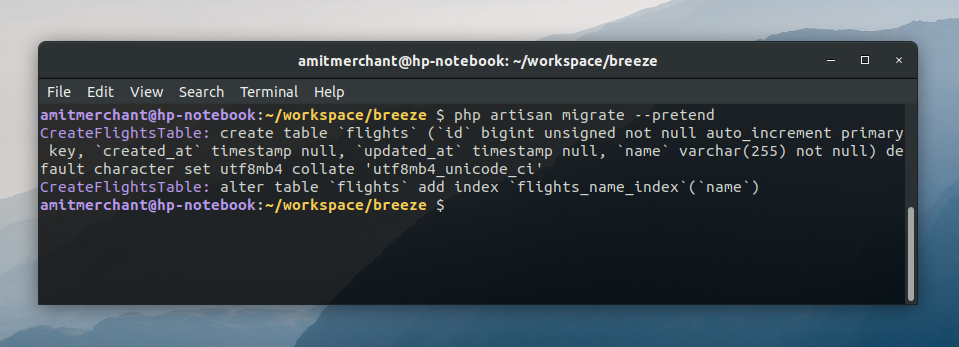 amitmerchant@hp-notebook: ~/workspace/breeze
File Edit View Search Terminal Help
amitmerchant@hp-notebook:~/workspace/breeze $ php artisan migrate --pretend
CreateFlightsTable: create table `flights` (`id` bigint unsigned not null auto_increment primary
 key, `created_at` timestamp null, `updated_at` timestamp null, `name` varchar(255) not null) de
fault character set utf8mb4 collate 'utf8mb4_unicode_ci'
CreateFlightsTable: alter table `flights` add index `flights_name_index`(`name`)
amitmerchant@hp-notebook:~/workspace/breeze $